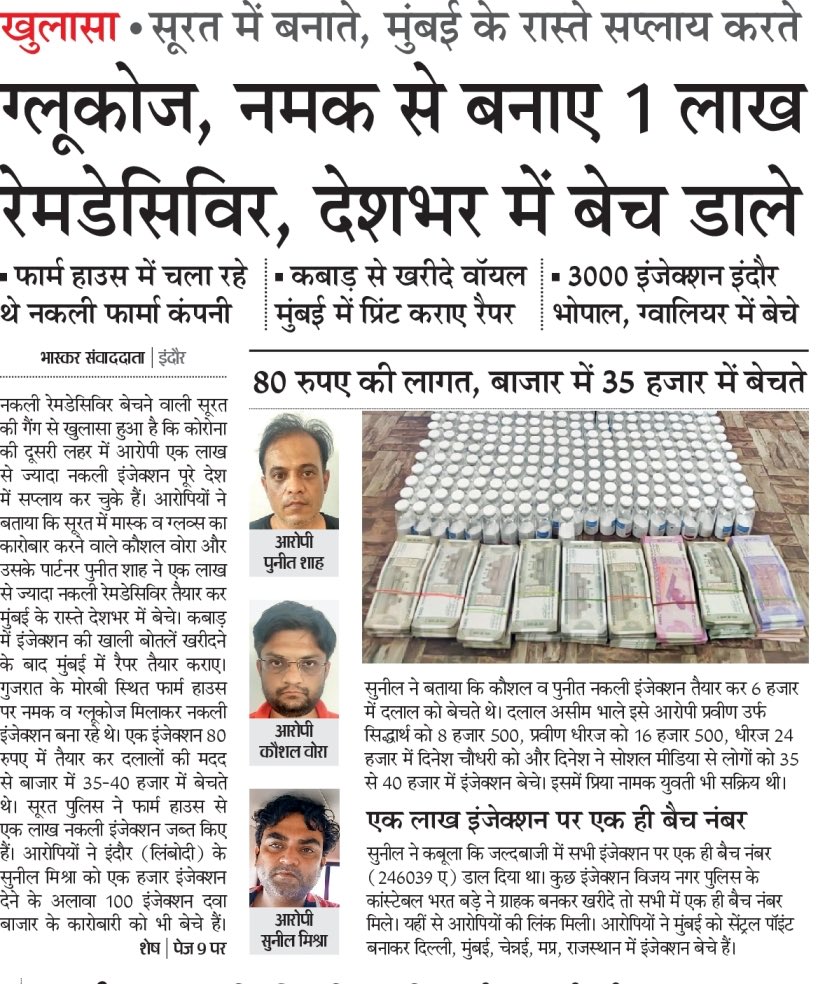 खुलासा • सूरत में बनाते, मुंबई के रास्ते सप्लाय करते
ग्लूकोज, नमक से बनाए 1 लाख
रेमडेसिविर, देशभर में बेच डाले
▪ फार्म हाउस में चला रहे
थे नकली फार्मा कंपनी
▪ कबाड़ से खरीदे वॉयल
मुंबई में प्रिंट कराए रैपर
▪ 3000 इंजेक्शन इंदौर
भोपाल, ग्वालियर में बेचे
भास्कर संवाददाता | इंदौर
नकली रेमडेसिविर बेचने वाली सूरत
की गैंग से खुलासा हुआ है कि कोरोना
की दूसरी लहर में आरोपी एक लाख
से ज्यादा नकली इंजेक्शन पूरे देश
में सप्लाय कर चुके हैं। आरोपियों ने
बताया कि सूरत में मास्क व ग्लव्स का
कारोबार करने वाले कौशल वोरा और
उसके पार्टनर पुनीत शाह ने एक लाख
से ज्यादा नकली रेमडेसिविर तैयार कर
मुंबई के रास्ते देशभर में बेचे। कबाड़
में इंजेक्शन की खाली बोतलें खरीदने
के बाद मुंबई में रैपर तैयार कराए।
गुजरात के मोरबी स्थित फार्म हाउस
पर नमक व ग्लूकोज मिलाकर नकली
इंजेक्शन बना रहे थे। एक इंजेक्शन 80
रुपए में तैयार कर दलालों की मदद
से बाजार में 35-40 हजार में बेचते
थे। सूरत पुलिस ने फार्म हाउस से
एक लाख नकली इंजेक्शन जब्त किए
हैं। आरोपियों ने इंदौर (लिंबोदी) के
सुनील मिश्रा को एक हजार इंजेक्शन
देने के अलावा 100 इंजेक्शन दवा
बाजार के कारोबारी को भी बेचे हैं।
शेष | पेज 9 पर
80 रुपए की लागत, बाजार में 35 हजार में बेचते
आरोपी
पुनीत शाह
आरोपी
कौशल वोरा
आरोपी
सुनील मिश्रा
सुनील ने बताया कि कौशल व पुनीत नकली इंजेक्शन तैयार कर 6 हजार
में दलाल को बेचते थे। दलाल असीम भाले इसे आरोपी प्रवीण उर्फ
सिद्धार्थ को 8 हजार 500, प्रवीण धीरज को 16 हजार 500, धीरज 24
हजार में दिनेश चौधरी को और दिनेश ने सोशल मीडिया से लोगों को 35
से 40 हजार में इंजेक्शन बेचे। इसमें प्रिया नामक युवती भी सक्रिय थी।
एक लाख इंजेक्शन पर एक ही बैच नंबर
सुनील ने कबूला कि जल्दबाजी में सभी इंजेक्शन पर एक ही बैच नंबर
(246039 ए) डाल दिया था। कुछ इंजेक्शन विजय नगर पुलिस के
कांस्टेबल भरत बड़े ने ग्राहक बनकर खरीदे तो सभी में एक ही बैच नंबर
मिले। यहीं से आरोपियों की लिंक मिली। आरोपियों ने मुंबई को सेंट्रल पॉइंट
बनाकर दिल्ली, मुंबई, चेन्नई, मप्र, राजस्थान में इंजेक्शन बेचे हैं।